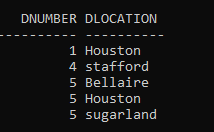 DNUMBER DLOCATION
---------- ----------
1 Houston
4 stafford
5 Bellaire
5 Houston
5 sugarland